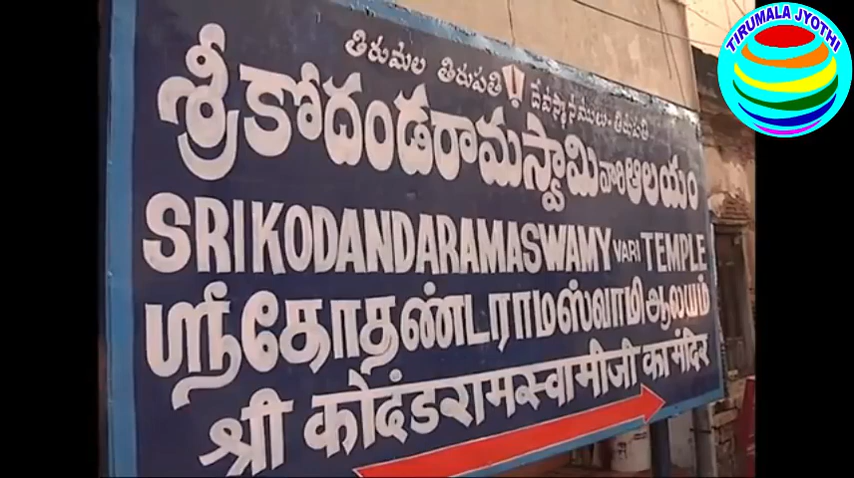 తిరుమల తిరుపతి దేవస్థానములు-తిరుపతి
శ్రీకోదండరామస్వామి వారి ఆలయం
SRI KODANDARAMASWAMY VARI TEMPLE
ஸ்ரீ கோதண்டராமஸ்வாமி ஆலயம்
श्री कोदंडरामस्वामीजी का मंदिर
TIRUMALA JYOTHI